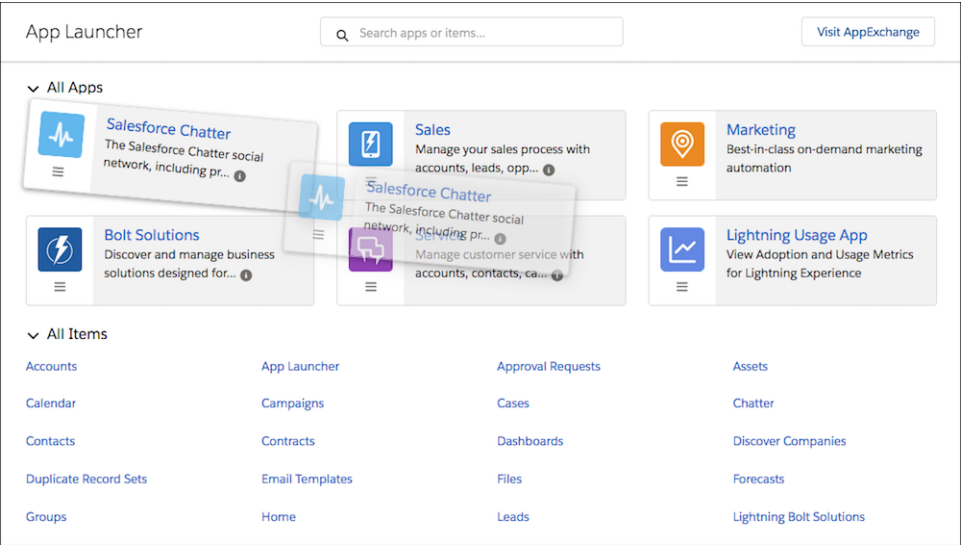 App Launcher
Search apps or items...
Visit AppExchange
All Apps
Salesforce Chatter
The Salesforce Chatter social
network, including pr...
Sales
Manage your sales process with
accounts, leads, opp...
Marketing
Best-in-class on-demand marketing
automation
Salesforce Chatter
The Salesforce Chatter social
network, including pr...
Bolt Solutions
Discover and manage business
solutions designed for...
Service
Manage customer service with
accounts, contacts, ca...
Lightning Usage App
View Adoption and Usage Metrics
for Lightning Experience
All Items
Accounts
App Launcher
Approval Requests
Assets
Calendar
Campaigns
Cases
Chatter
Contacts
Contracts
Dashboards
Discover Companies
Duplicate Record Sets
Email Templates
Files
Forecasts
Groups
Home
Leads
Lightning Bolt Solutions